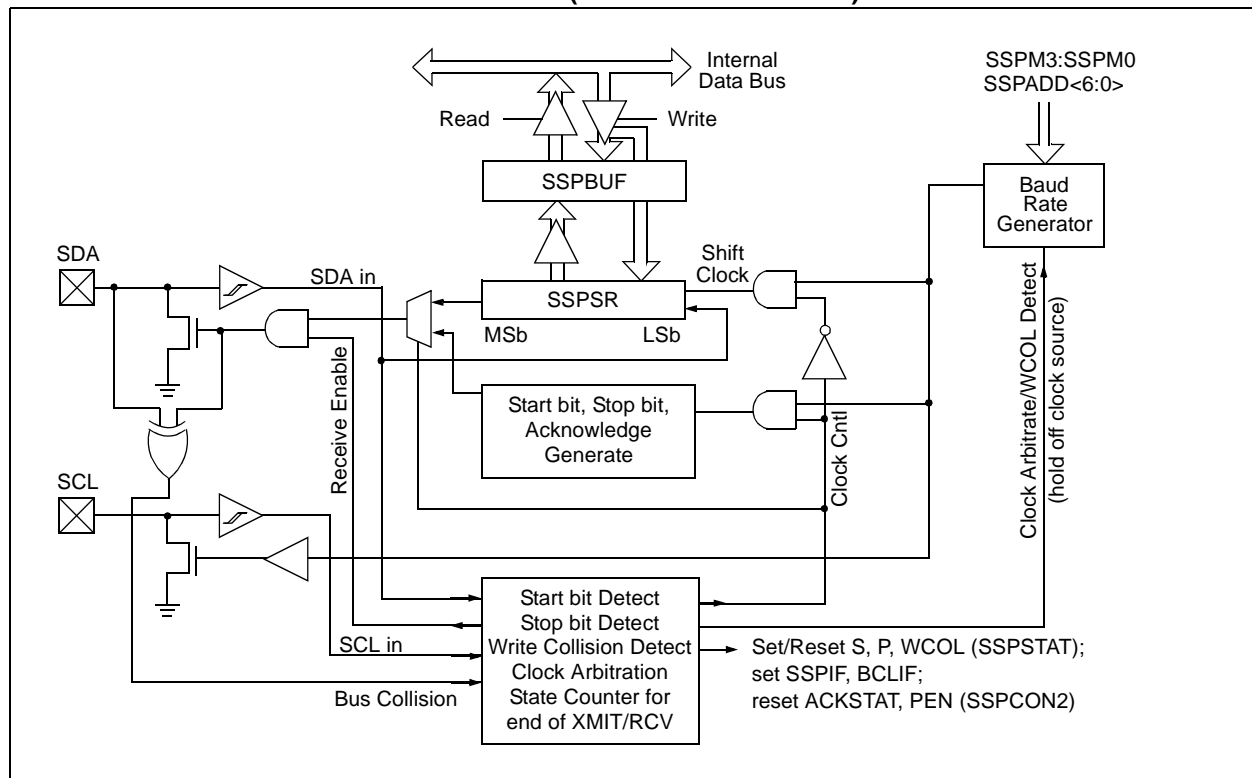 Internal
Data Bus
SSPM3:SSPM0
SSPADD<6:0>
Read
Write
SSPBUF
Baud
Rate
Generator
SDA
SDA in
Shift
Clock
SSPSR
MSb
LSb
Receive Enable
Start bit, Stop bit,
Acknowledge
Generate
Clock Cntl
Clock Arbitrate/WCOL Detect
(hold off clock source)
SCL
SCL in
Bus Collision
Start bit Detect
Stop bit Detect
Write Collision Detect
Clock Arbitration
State Counter for
end of XMIT/RCV
Set/Reset S, P, WCOL (SSPSTAT);
set SSPIF, BCLIF;
reset ACKSTAT, PEN (SSPCON2)